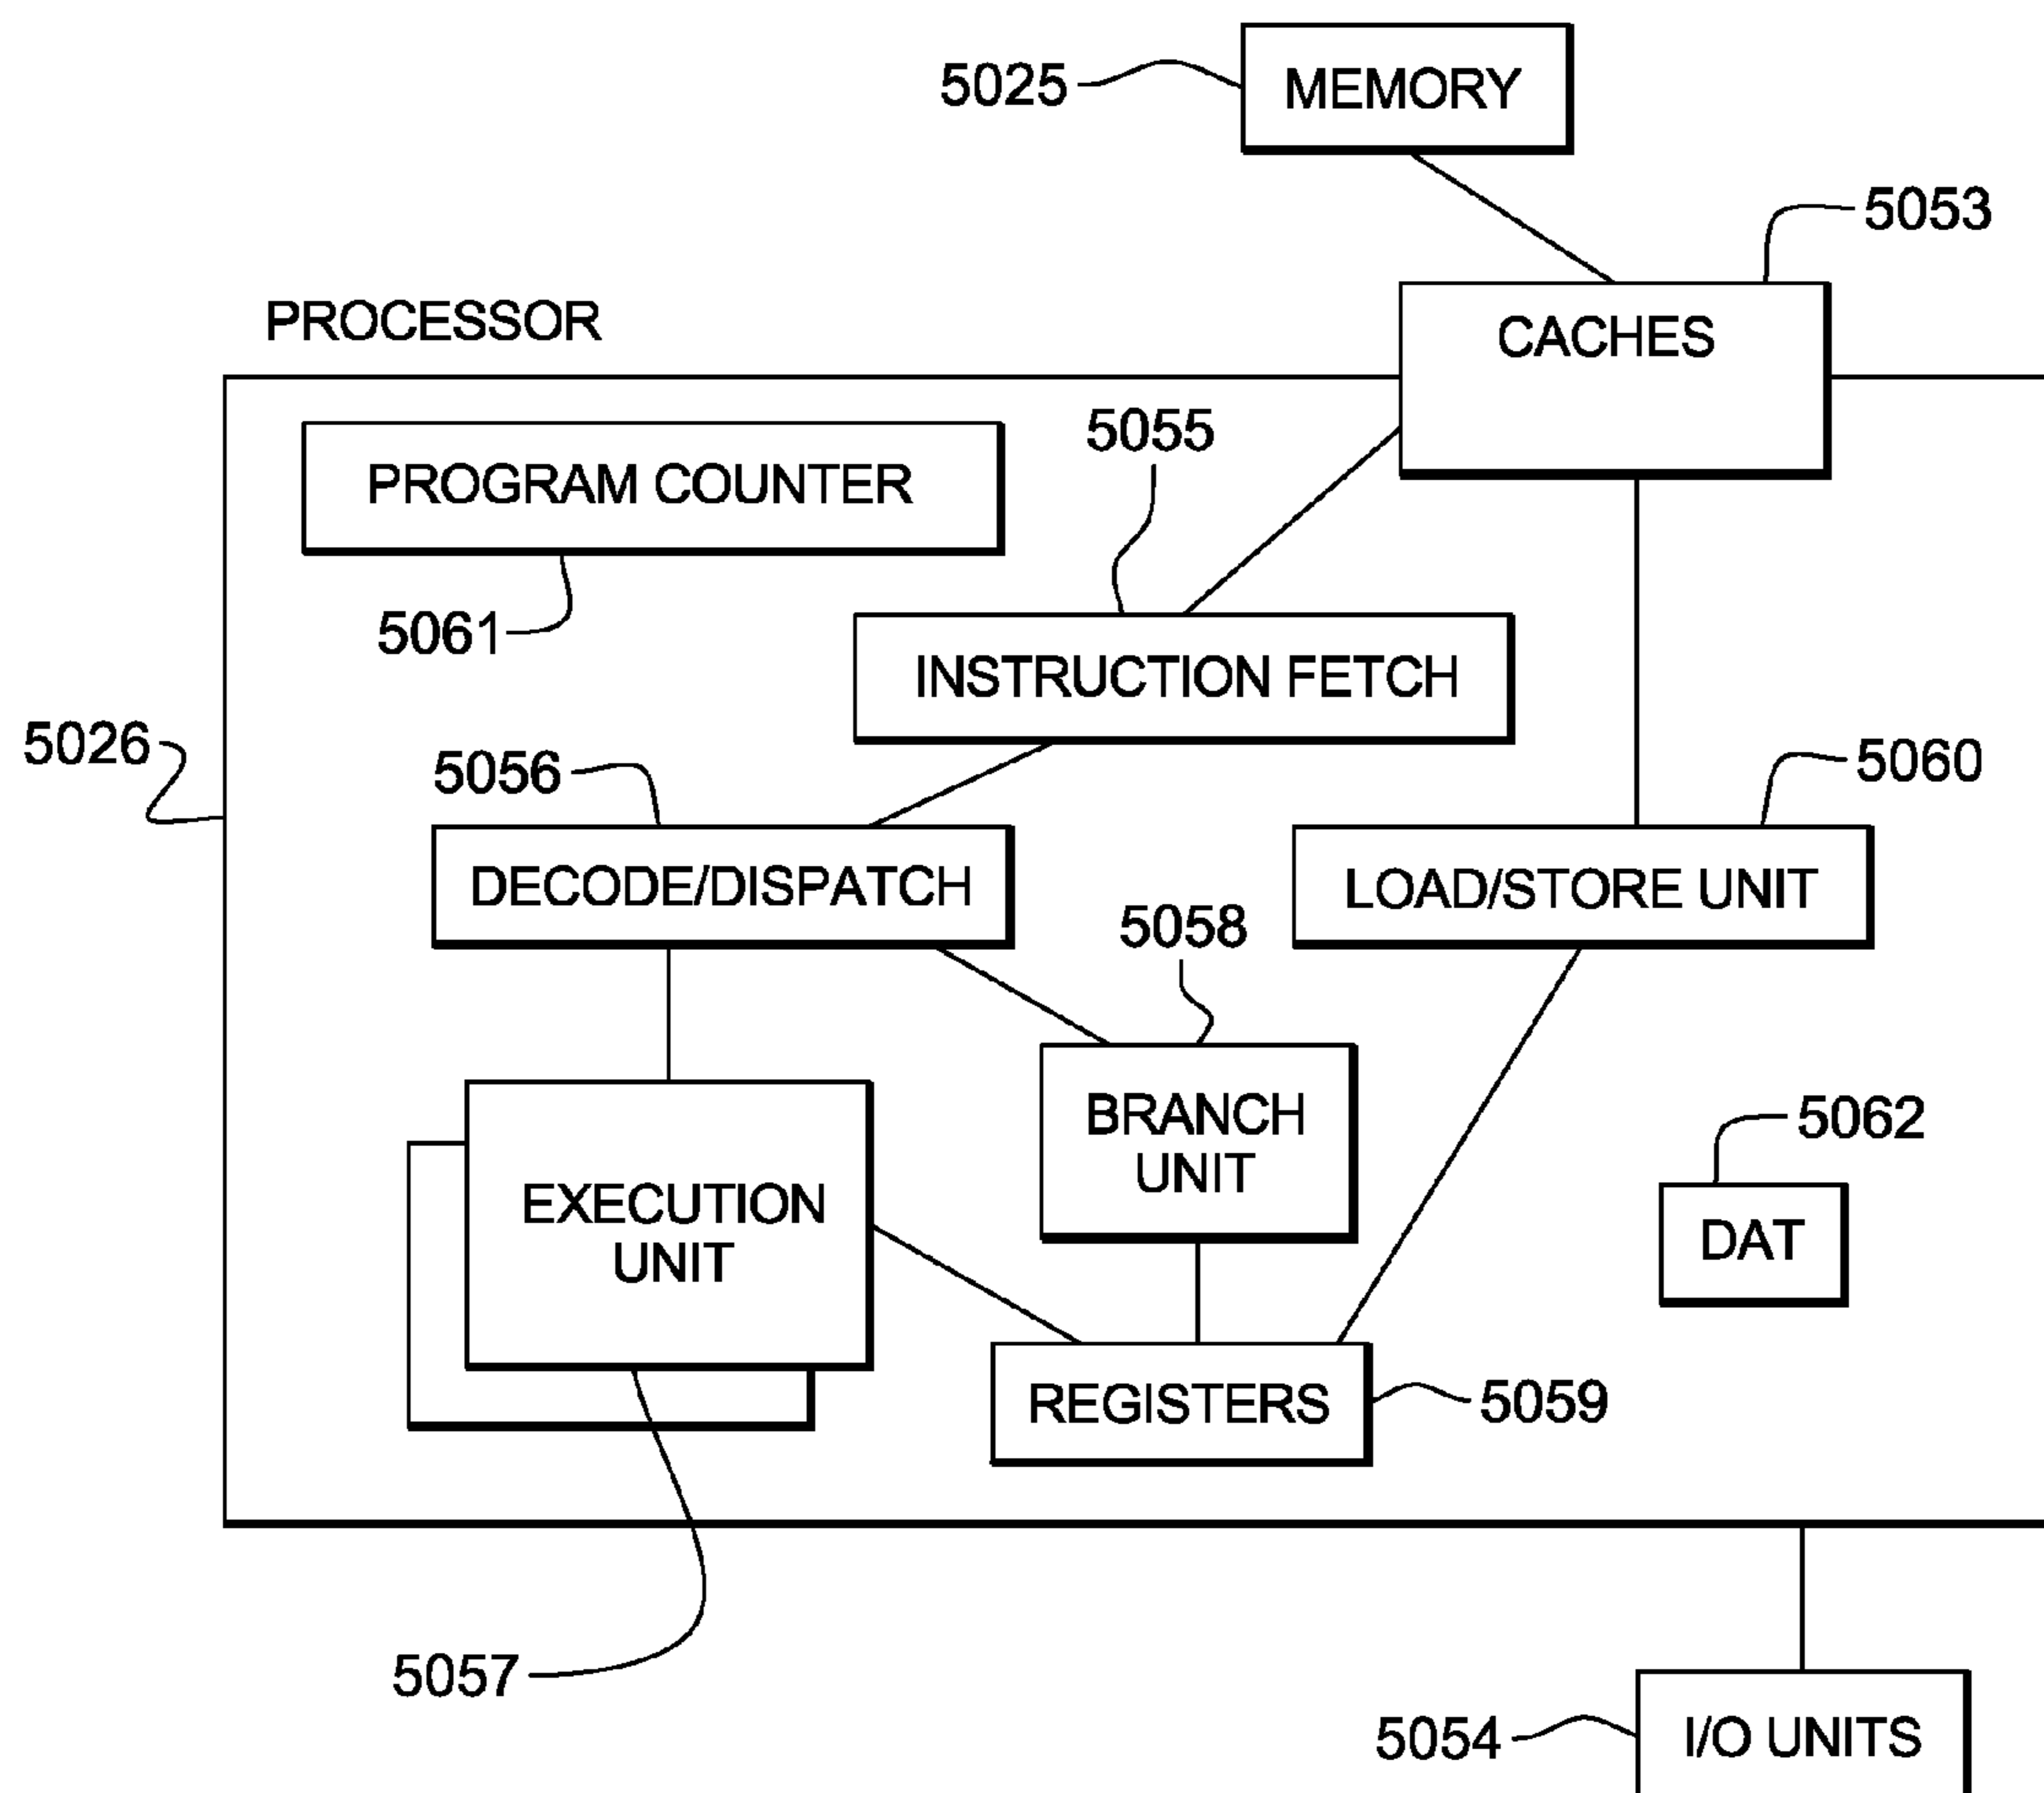 5025
MEMORY
5053
PROCESSOR
CACHES
5055
PROGRAM COUNTER
5061
INSTRUCTION FETCH
5026
5056
5060
DECODE/DISPATCH
LOAD/STORE UNIT
5058
BRANCH
UNIT
5062
EXECUTION
UNIT
DAT
REGISTERS
5059
5057
5054
I/O UNITS